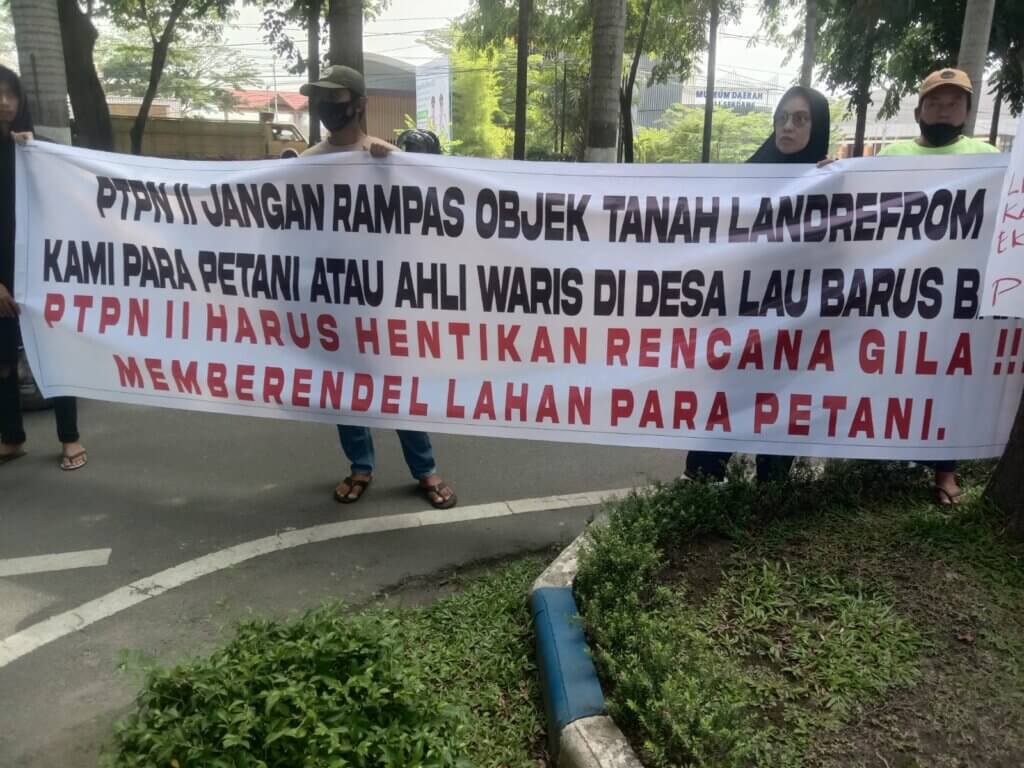 MUSEUM DAERAH
PTPN II JANGAN RAMPAS OBJEK TANAH LANDREFROM
KAMI PARA PETANI ATAU AHLI WARIS DI DESA LAU BARUS
PTPN II HARUS HENTIKAN RENCANA GILA !!!
MEMBERENDEL LAHAN PARA PETANI.